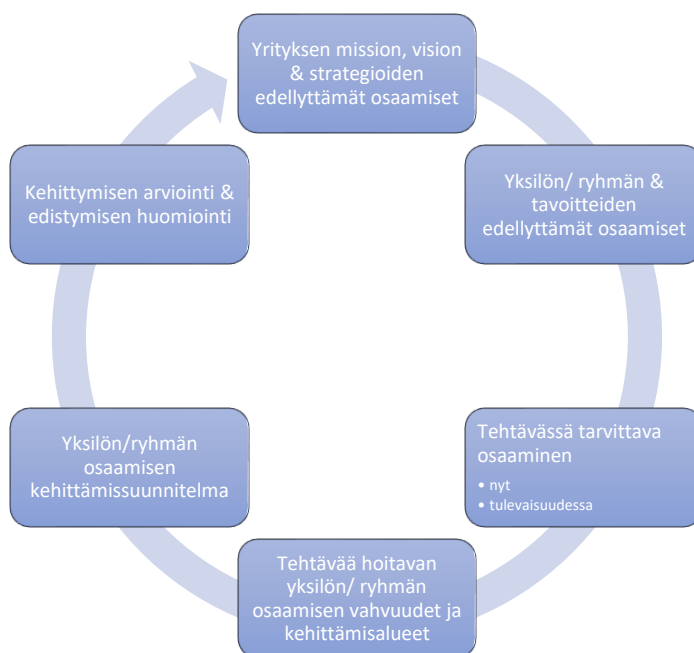 Yrityksen mission, vision
& strategioiden
edellyttämät osaamiset
Yksilön/ ryhmän &
tavoitteiden
edellyttämät osaamiset
Tehtävässä tarvittava
osaaminen
• nyt
• tulevaisuudessa
Tehtävää hoitavan
yksilön/ ryhmän
osaamisen vahvuudet ja
kehittämisalueet
Yksilön/ryhmän
osaamisen
kehittämissuunnitelma
Kehittymisen arviointi &
edistymisen huomiointi